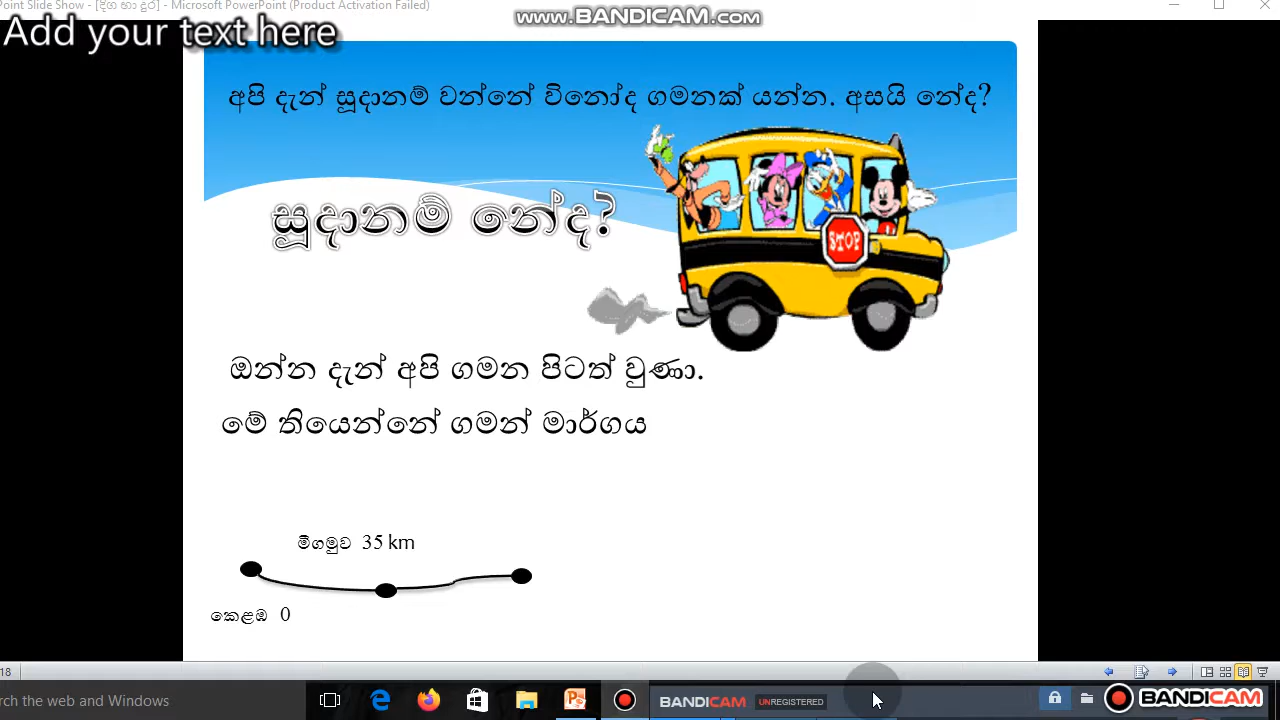 Point Slide Show - [දිග හා දුර] - Microsoft PowerPoint (Product Activation Failed)
www.BANDICAM.com
Add your text here
අපි දැන් සූදානම් වන්නේ විනෝද ගමනක් යන්න. අසයි නේද?
සූදානම් නේද?
STOP
ඔන්න දැන් අපි ගමන පිටත් වුණා.
මේ තියෙන්නේ ගමන් මාර්ගය
මීගමුව 35 km
කෙළඹ 0
18
rch the web and Windows
BANDICAM UNREGISTERED
BANDICAM